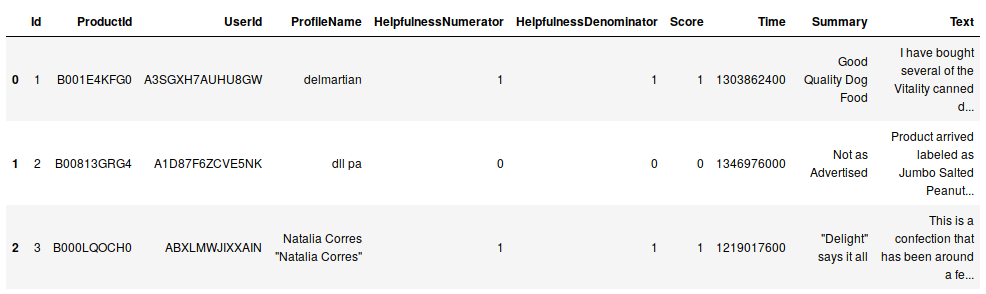 Id ProductId UserId ProfileName HelpfulnessNumerator HelpfulnessDenominator Score Time Summary Text
0 1 B001E4KFG0 A3SGXH7AUHU8GW delmartian 1 1 1 1303862400 Good Quality Dog Food I have bought several of the Vitality canned d...
1 2 B00813GRG4 A1D87F6ZCVE5NK dll pa 0 0 0 1346976000 Not as Advertised Product arrived labeled as Jumbo Salted Peanut...
2 3 B000LQOCH0 ABXLMWJIXXAIN Natalia Corres "Natalia Corres" 1 1 1 1219017600 "Delight" says it all This is a confection that has been around a fe...